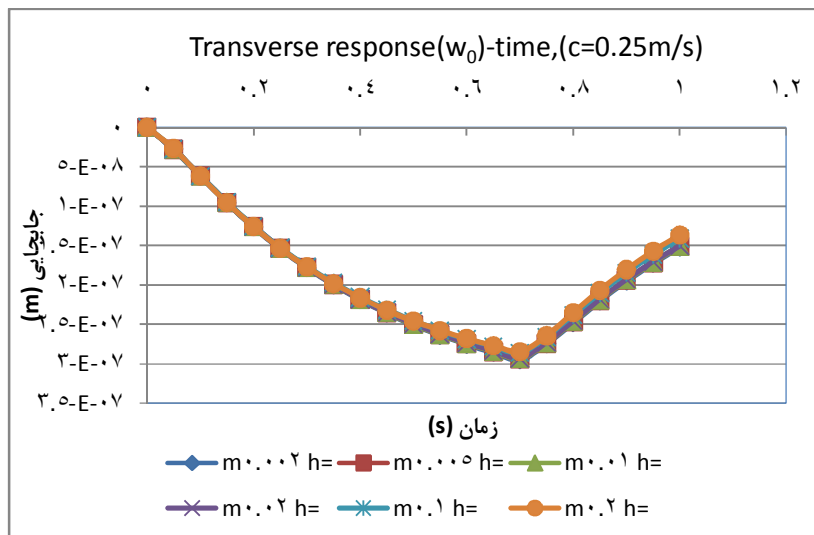 Transverse response(w0)-time,(c=0.25m/s)
۰ ۰.۲ ۰.۴ ۰.۶ ۰.۸ ۱ ۱.۲
۰
۵-E-۰۸
۱-E-۰۷
۱.۵-E-۰۷
۲-E-۰۷
۲.۵-E-۰۷
۳-E-۰۷
۳.۵-E-۰۷
جابجایی (m)
زمان (s)
m۰.۰۰۲ h= m۰.۰۰۵ h= m۰.۰۱ h=
m۰.۰۲ h= m۰.۱ h= m۰.۲ h=